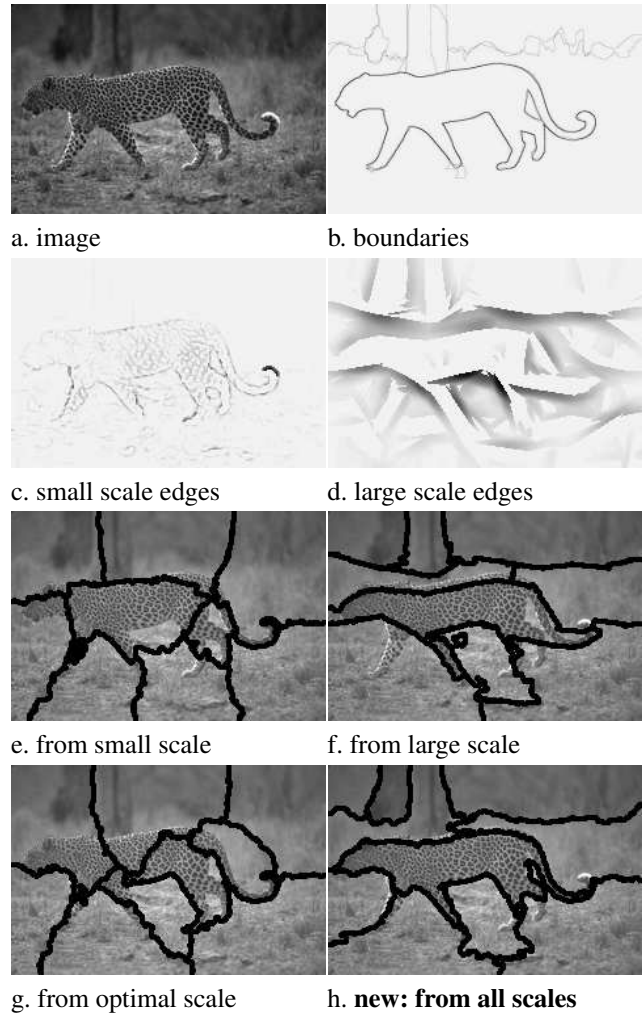 a. image
b. boundaries
c. small scale edges
d. large scale edges
e. from small scale
f. from large scale
g. from optimal scale
h. new: from all scales